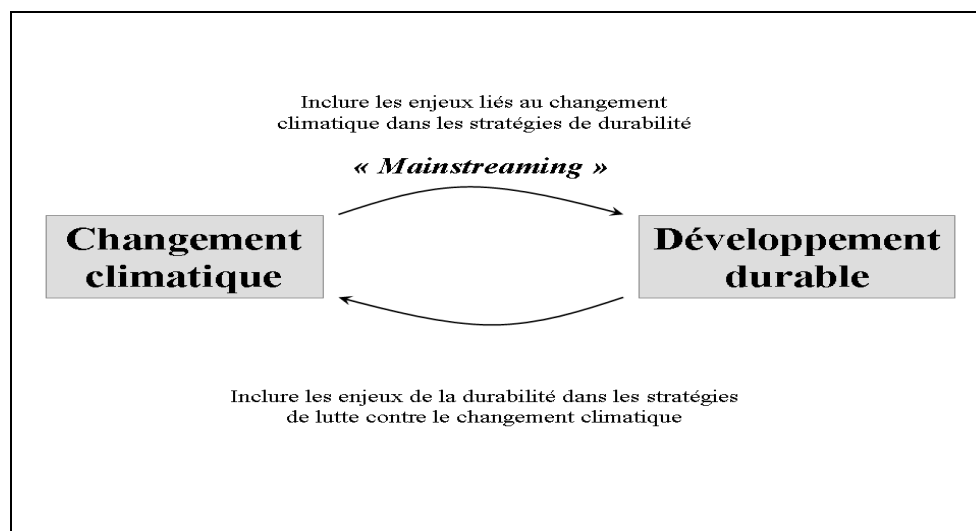 Inclure les enjeux liés au changement
climatique dans les stratégies de durabilité
« Mainstreaming »
Changement
climatique
Développement
durable
Inclure les enjeux de la durabilité dans les stratégies
de lutte contre le changement climatique